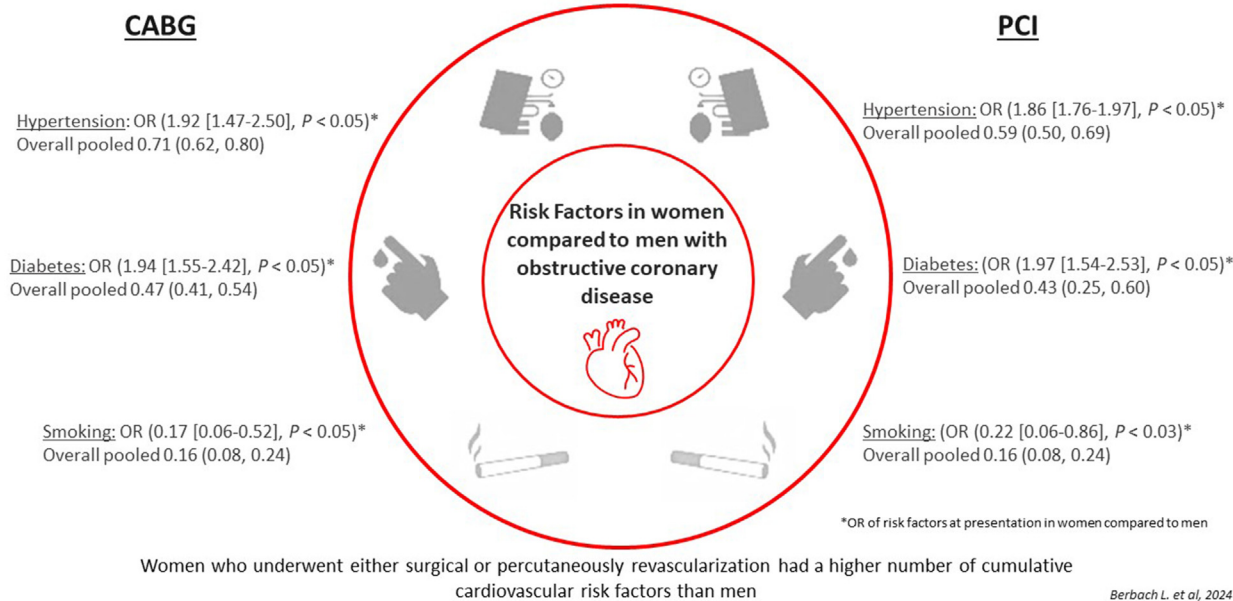 CABG
PCI
Hypertension: OR (1.92 [1.47-2.50], P < 0.05)*
Overall pooled 0.71 (0.62, 0.80)
Hypertension: OR (1.86 [1.76-1.97], P < 0.05)*
Overall pooled 0.59 (0.50, 0.69)
Risk Factors in women
compared to men with
obstructive coronary
disease
Diabetes: OR (1.94 [1.55-2.42], P < 0.05)*
Overall pooled 0.47 (0.41, 0.54)
Diabetes: (OR (1.97 [1.54-2.53], P < 0.05)*
Overall pooled 0.43 (0.25, 0.60)
Smoking: OR (0.17 [0.06-0.52], P < 0.05)*
Overall pooled 0.16 (0.08, 0.24)
Smoking: (OR (0.22 [0.06-0.86], P < 0.03)*
Overall pooled 0.16 (0.08, 0.24)
*OR of risk factors at presentation in women compared to men
Women who underwent either surgical or percutaneously revascularization had a higher number of cumulative
cardiovascular risk factors than men
Berbach L. et al, 2024